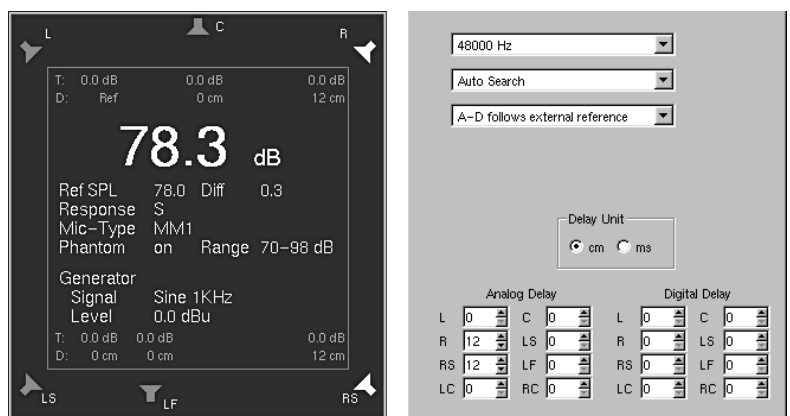 L C R
T: 0.0 dB 0.0 dB 0.0 dB
D: Ref 0 cm 12 cm
78.3 dB
Ref SPL 78.0 Diff 0.3
Response S
Mic-Type MM1
Phantom on Range 70-98 dB
Generator
Signal Sine 1KHz
Level 0.0 dBu
T: 0.0 dB 0.0 dB 0.0 dB
D: 0 cm 0 cm 12 cm
LS LF RS
48000 Hz
Auto Search
A-D follows external reference
Delay Unit
cm ms
Analog Delay Digital Delay
L 0 C 0 L 0 C 0
R 12 LS 0 R 0 LS 0
RS 12 LF 0 RS 0 LF 0
LC 0 RC 0 LC 0 RC 0